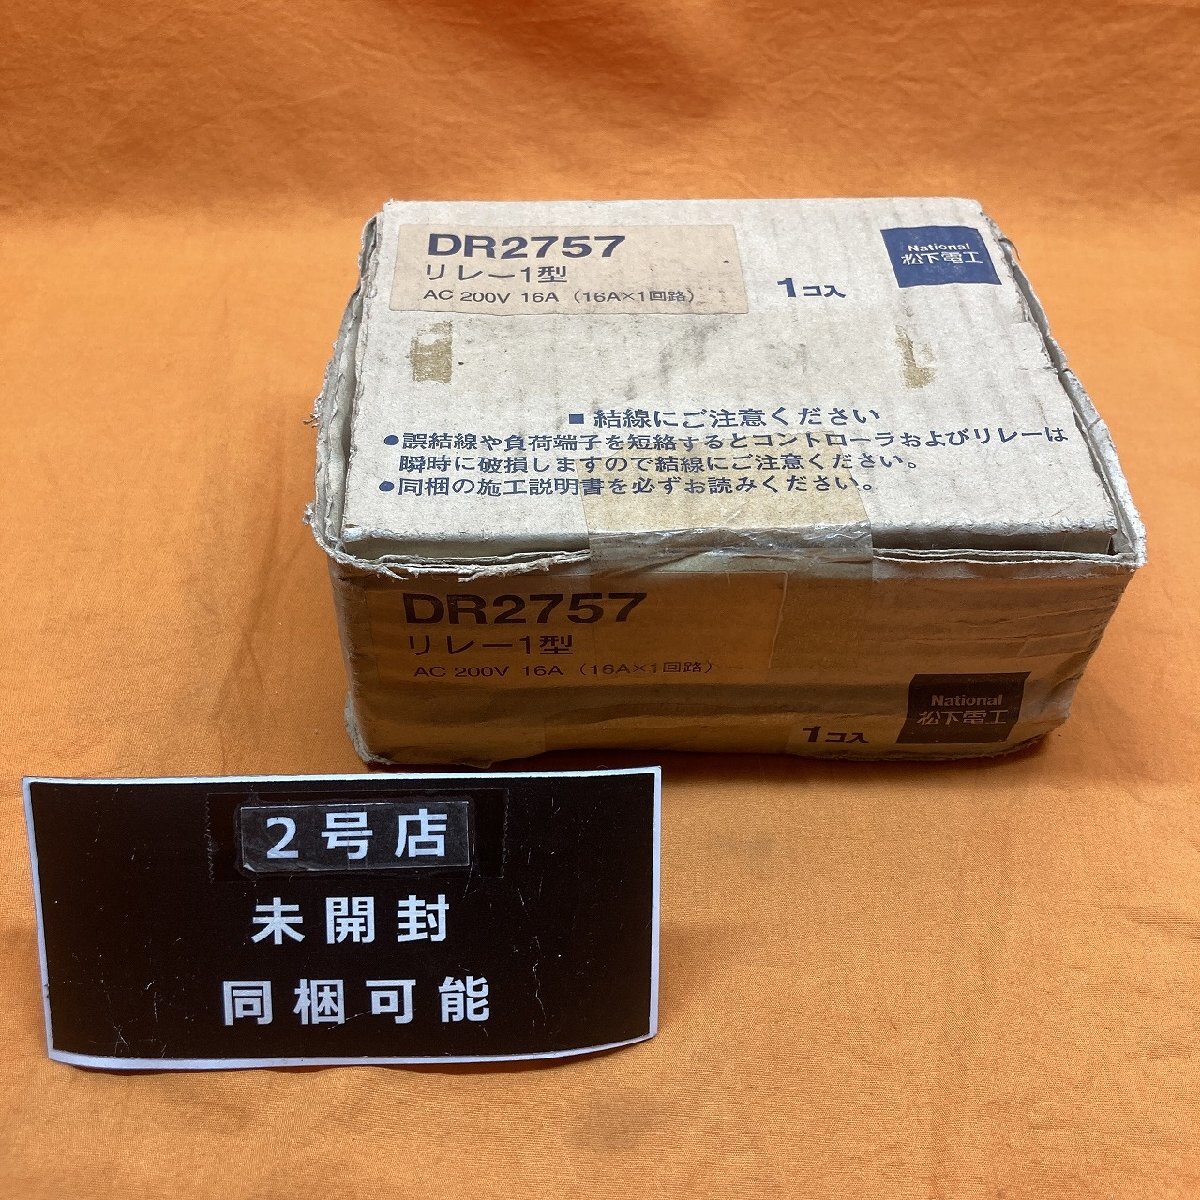 DR2757
リレー1型
AC 200V 16A (16A×1回路)
1コ入
National
松下電工
■ 結線にご注意ください
●誤結線や負荷端子を短絡するとコントローラおよびリレーは
瞬時に破損しますので結線にご注意ください。
●同梱の施工説明書を必ずお読みください。
DR2757
リレー1型
AC 200V 16A (16A×1回路)
National
松下電工
1コ入
2号店
未開封
同梱可能